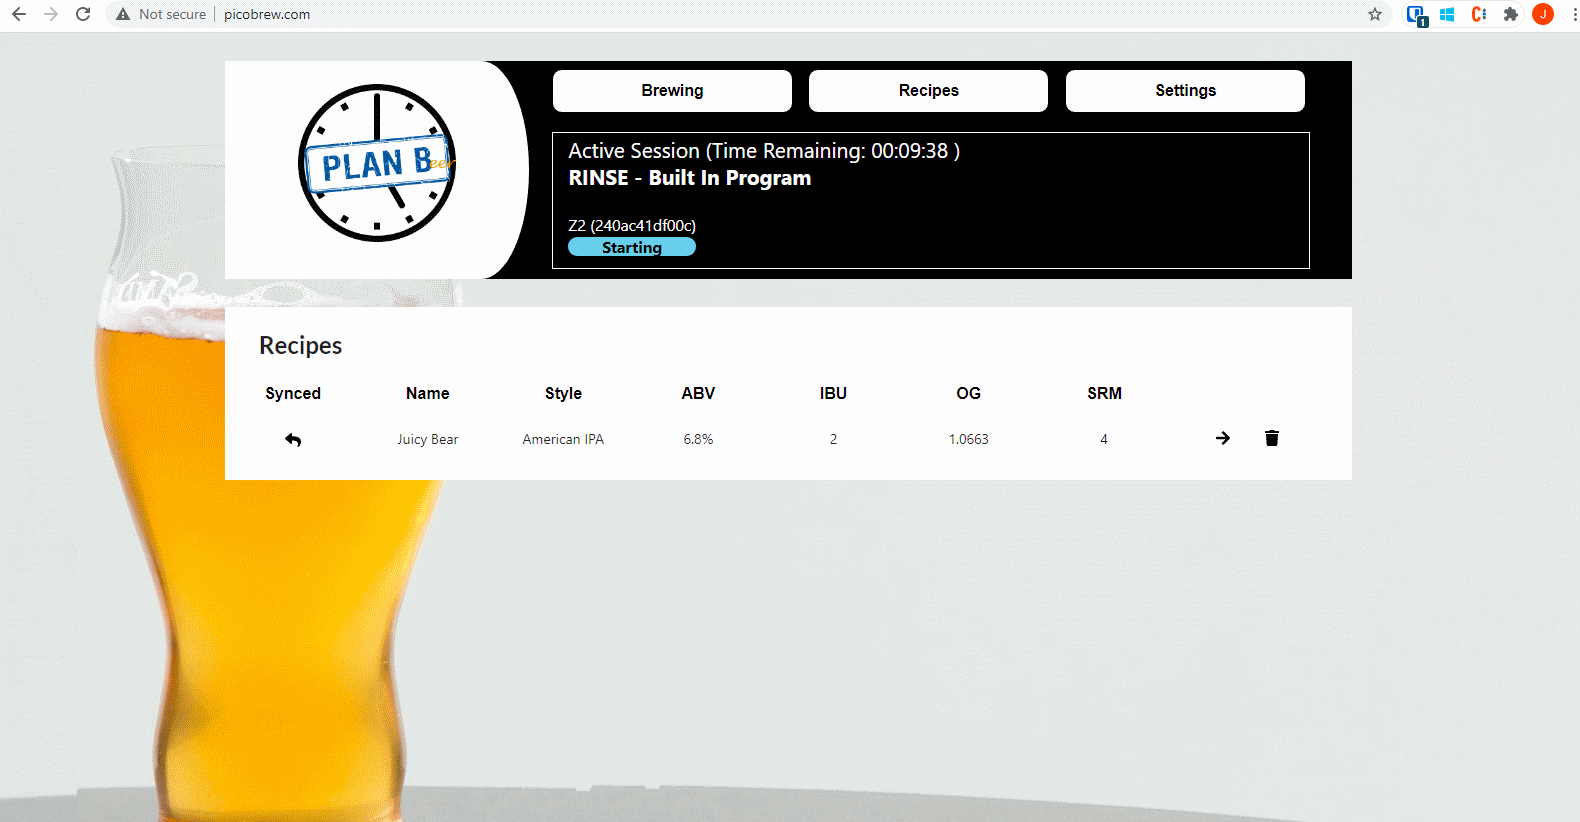 Not secure | picobrew.com
1
J
Brewing
Recipes
Settings
PLAN Beer
Active Session (Time Remaining: 00:09:38 )
RINSE - Built In Program
Z2 (240ac41df00c)
Starting
Recipes
Synced Name Style ABV IBU OG SRM
Juicy Bear American IPA 6.8% 2 1.0663 4